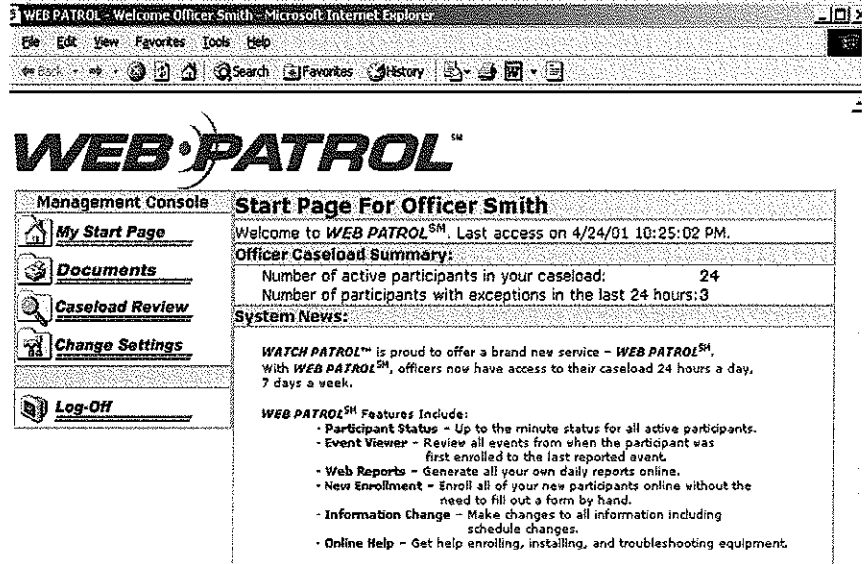 WEB PATROL - Welcome Officer Smith - Microsoft Internet Explorer
File Edit View Favorites Tools Help
Back Search Favorites History
WEB PATROL SM
Management Console
My Start Page
Documents
Caseload Review
Change Settings
Log-Off
Start Page For Officer Smith
Welcome to WEB PATROL SM. Last access on 4/24/01 10:25:02 PM.
Officer Caseload Summary:
Number of active participants in your caseload: 24
Number of participants with exceptions in the last 24 hours: 3
System News:
WATCH PATROL™ is proud to offer a brand new service - WEB PATROL SM.
With WEB PATROL SM, officers now have access to their caseload 24 hours a day,
7 days a week.
WEB PATROL SM Features Include:
· Participant Status - Up to the minute status for all active participants.
· Event Viewer - Review all events from when the participant was
first enrolled to the last reported event.
· Web Reports - Generate all your own daily reports online.
· New Enrollment - Enroll all of your new participants online without the
need to fill out a form by hand.
· Information Change - Make changes to all information including
schedule changes.
· Online Help - Get help enrolling, installing, and troubleshooting equipment.